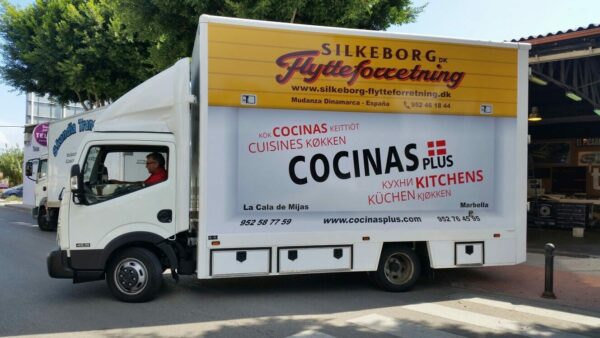 SILKEBORG DK
Flytteforretning
www.silkeborg-flytteforretning.dk
Mudanza Dinamarca - España 952 46 18 44
KOK COCINAS KEITTIÖT
CUISINES KØKKEN
COCINAS PLUS
КУХНИ KITCHENS
KÜCHEN KJØKKEN
La Cala de Mijas
Marbella
952 58 77 59
www.cocinasplus.com
952 76 45 95